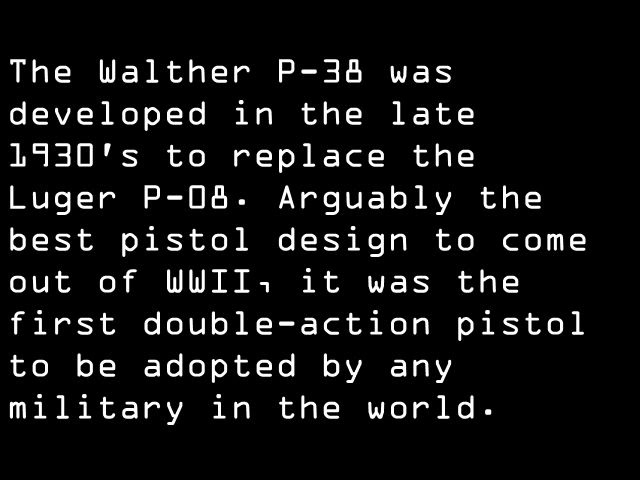 The Walther P-38 was
developed in the late
1930's to replace the
Luger P-08. Arguably the
best pistol design to come
out of WWII, it was the
first double-action pistol
to be adopted by any
military in the world.